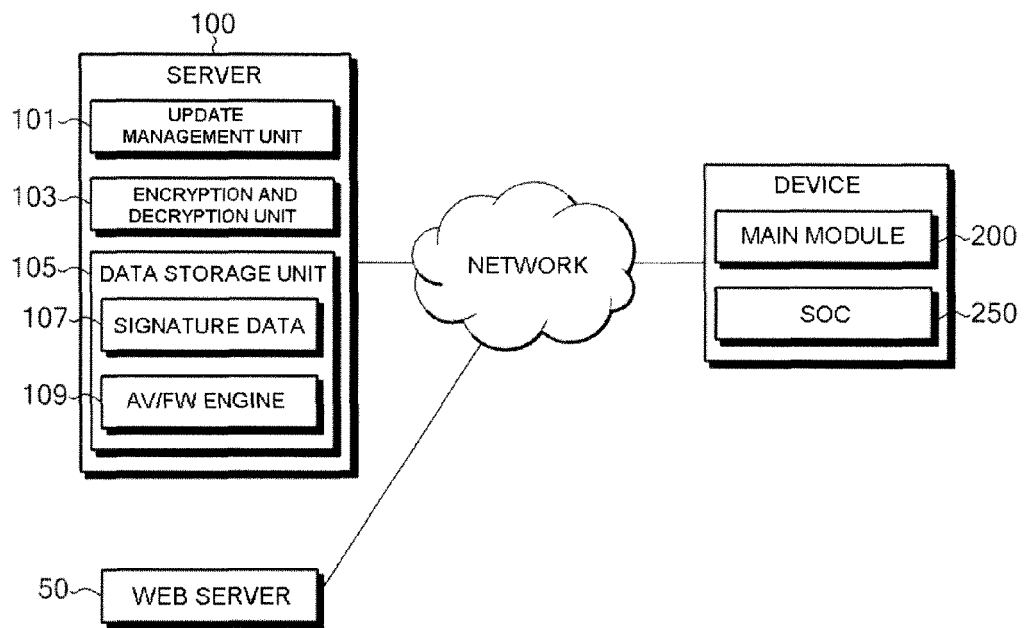 100
SERVER
101
UPDATE
MANAGEMENT UNIT
103
ENCRYPTION AND
DECRYPTION UNIT
105
DATA STORAGE UNIT
107
SIGNATURE DATA
109
AV/FW ENGINE
NETWORK
DEVICE
MAIN MODULE
200
SOC
250
50
WEB SERVER